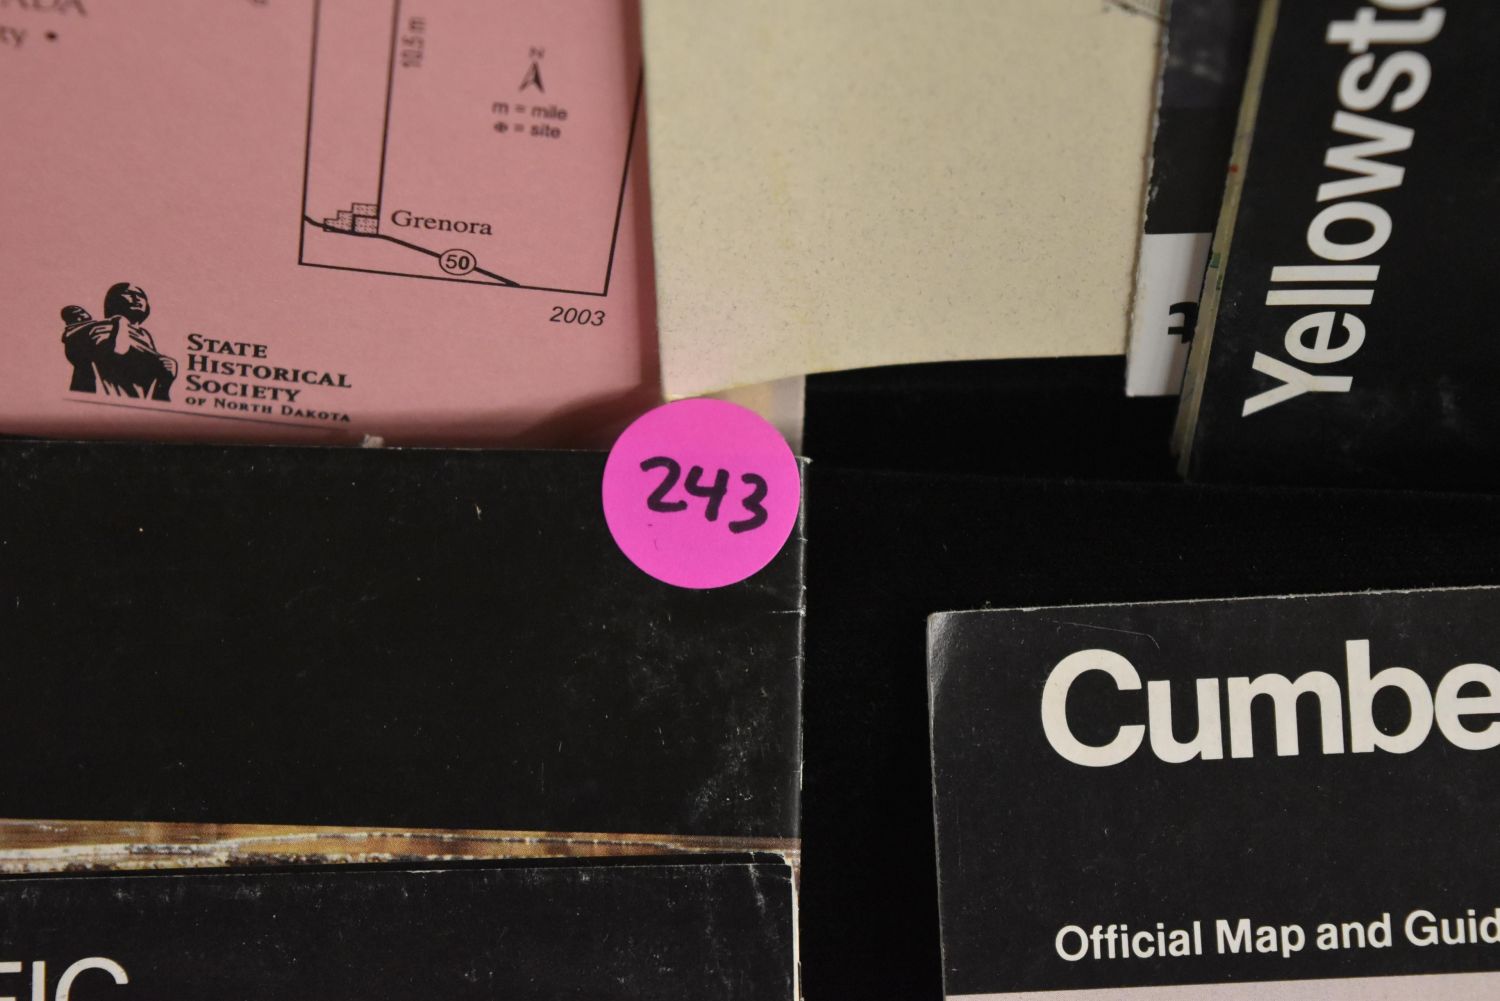 10.5 m
N
m = mile
= site
Grenora
50
2003
STATE
HISTORICAL
SOCIETY
OF NORTH DAKOTA
243
Cumbe
Official Map and Guid